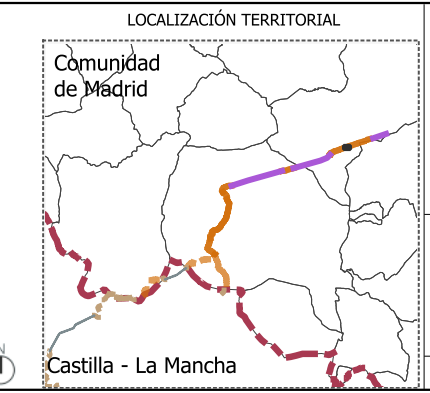 LOCALIZACIÓN TERRITORIAL
Comunidad
de Madrid
N
Castilla - La Mancha